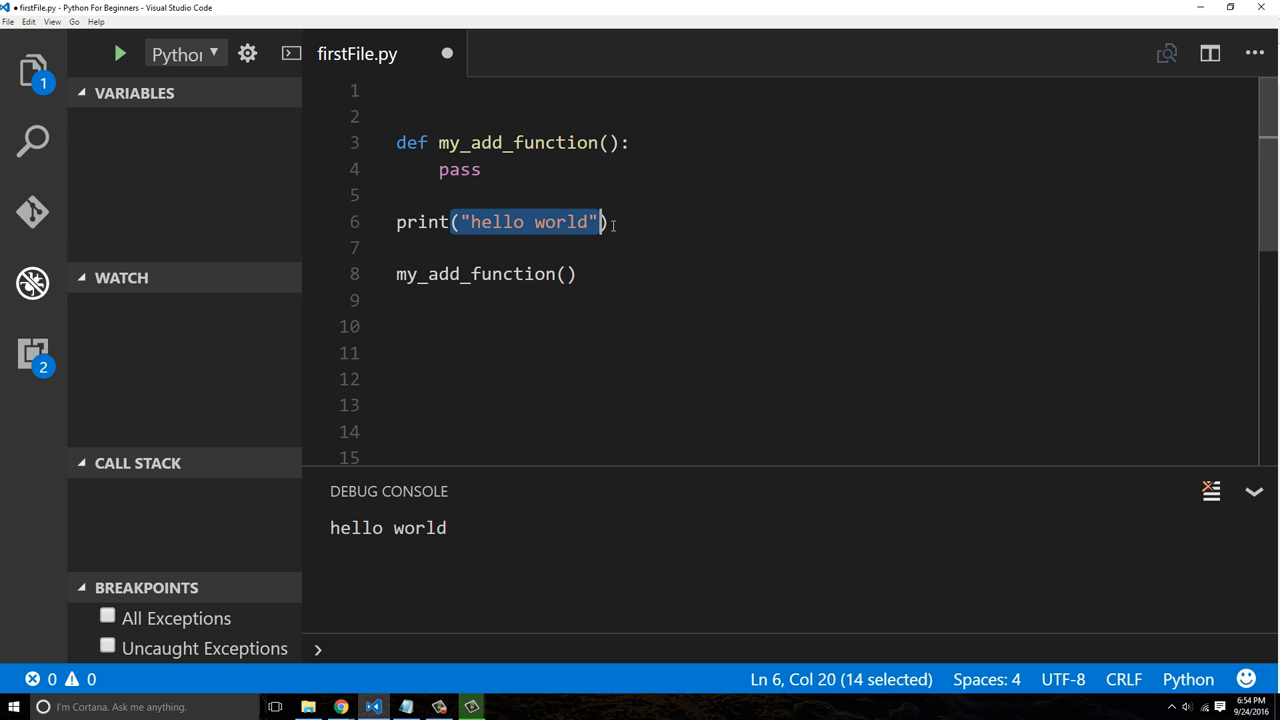 ● firstFile.py - Python For Beginners - Visual Studio Code
File Edit View Go Help
Python
firstFile.py
1
VARIABLES
WATCH
CALL STACK
BREAKPOINTS
All Exceptions
Uncaught Exceptions
2
1
2
3 def my_add_function():
4     pass
5
6 print("hello world")
7
8 my_add_function()
9
10
11
12
13
14
15
DEBUG CONSOLE
hello world
0 0 Ln 6, Col 20 (14 selected) Spaces: 4 UTF-8 CRLF Python
I'm Cortana. Ask me anything.
6:54 PM
9/24/2016